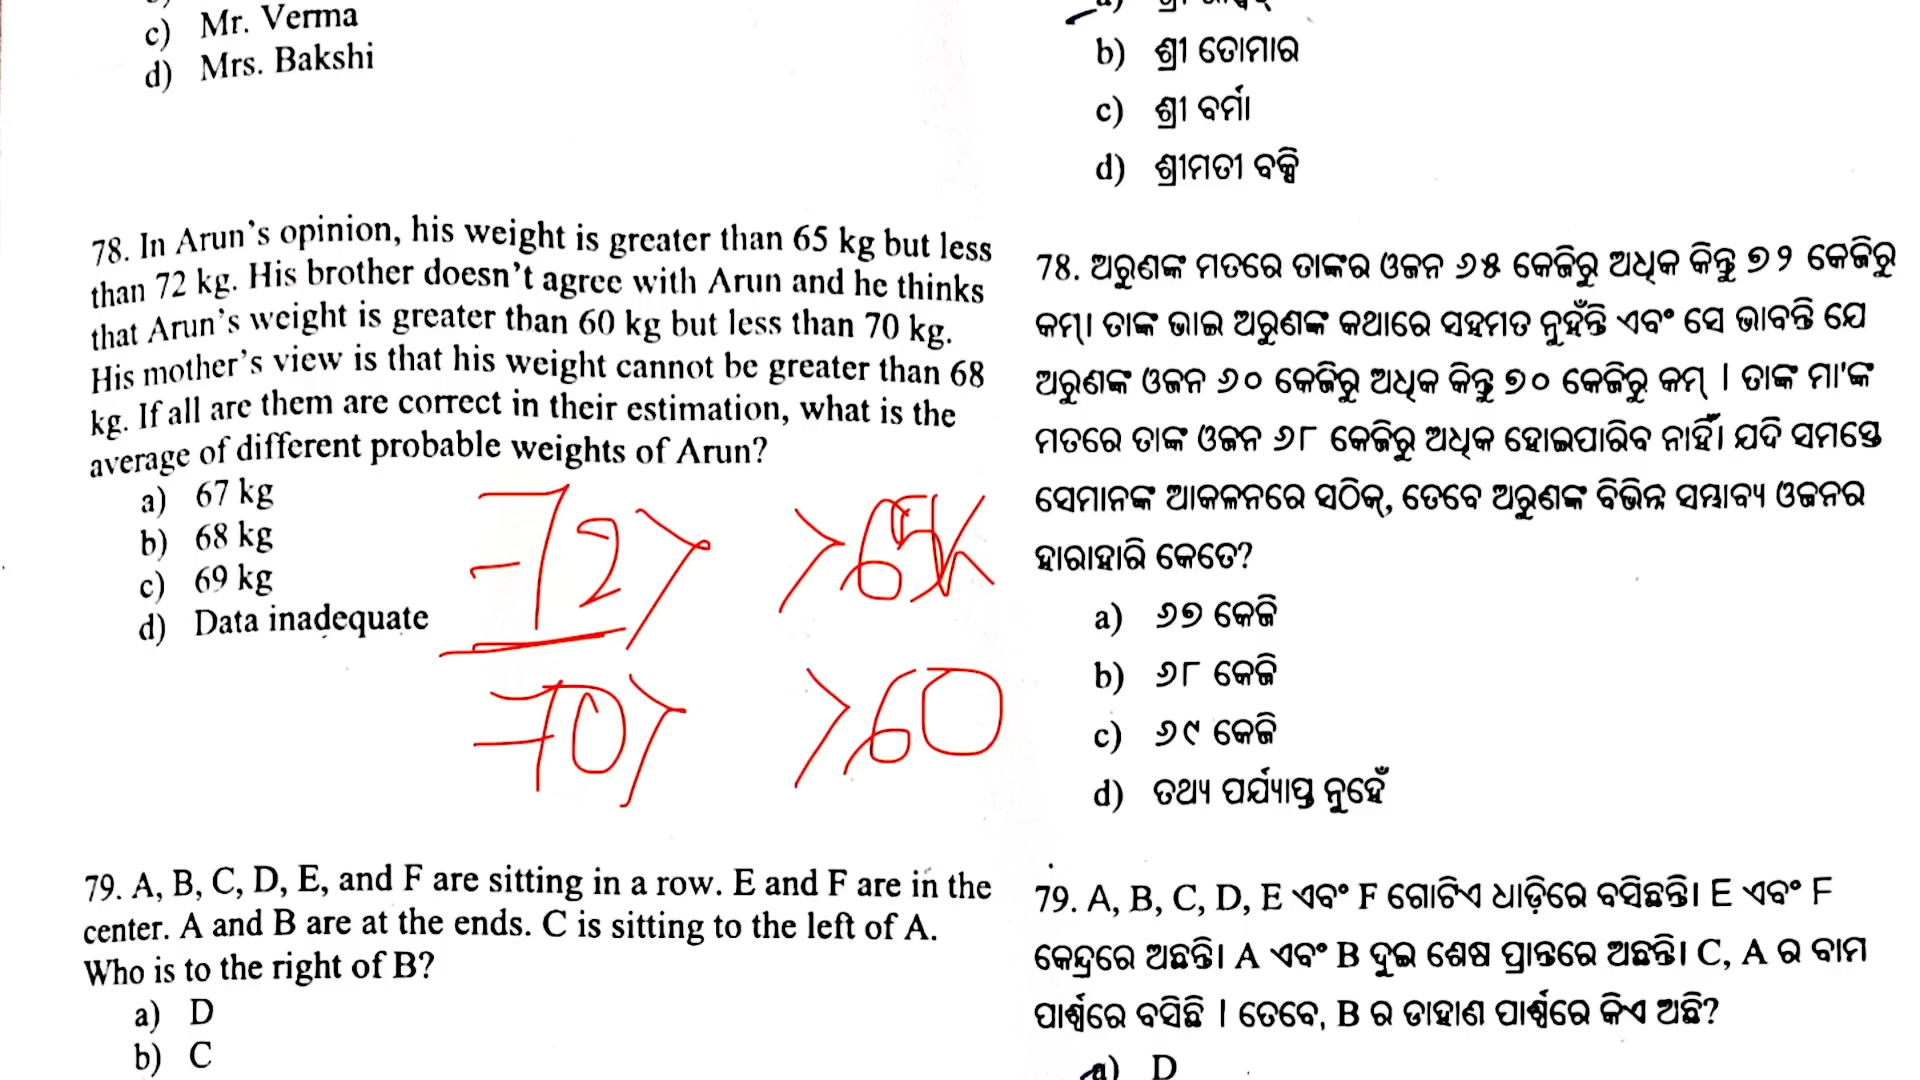 c) Mr. Verma
d) Mrs. Bakshi
78. In Arun's opinion, his weight is greater than 65 kg but less
than 72 kg. His brother doesn't agree with Arun and he thinks
that Arun's weight is greater than 60 kg but less than 70 kg.
His mother's view is that his weight cannot be greater than 68
kg. If all are them are correct in their estimation, what is the
average of different probable weights of Arun?
a) 67 kg
b) 68 kg
c) 69 kg
d) Data inadequate
72 > > 65K
70 > > 60
79. A, B, C, D, E, and F are sitting in a row. E and F are in the
center. A and B are at the ends. C is sitting to the left of A.
Who is to the right of B?
a) D
b) C
b) ଶ୍ରୀ ତୋମାର
c) ଶ୍ରୀ ବର୍ମା
d) ଶ୍ରୀମତୀ ବକ୍ସି
78. ଅରୁଣଙ୍କ ମତରେ ତାଙ୍କର ଓଜନ ୬୫ କେଜିରୁ ଅଧିକ କିନ୍ତୁ ୭୨ କେଜିରୁ
କମ୍। ତାଙ୍କ ଭାଇ ଅରୁଣଙ୍କ କଥାରେ ସହମତ ନୁହଁନ୍ତି ଏବଂ ସେ ଭାବନ୍ତି ଯେ
ଅରୁଣଙ୍କ ଓଜନ ୬୦ କେଜିରୁ ଅଧିକ କିନ୍ତୁ ୭୦ କେଜିରୁ କମ୍ । ତାଙ୍କ ମା'ଙ୍କ
ମତରେ ତାଙ୍କ ଓଜନ ୬୮ କେଜିରୁ ଅଧିକ ହୋଇପାରିବ ନାହିଁ। ଯଦି ସମସ୍ତେ
ସେମାନଙ୍କ ଆକଳନରେ ସଠିକ୍, ତେବେ ଅରୁଣଙ୍କ ବିଭିନ୍ନ ସମ୍ଭାବ୍ୟ ଓଜନର
ହାରାହାରି କେତେ?
a) ୬୭ କେଜି
b) ୬୮ କେଜି
c) ୬୯ କେଜି
d) ତଥ୍ୟ ପର୍ଯ୍ୟାପ୍ତ ନୁହେଁ
79. A, B, C, D, E ଏବଂ F ଗୋଟିଏ ଧାଡ଼ିରେ ବସିଛନ୍ତି। E ଏବଂ F
କେନ୍ଦ୍ରରେ ଅଛନ୍ତି। A ଏବଂ B ଦୁଇ ଶେଷ ପ୍ରାନ୍ତରେ ଅଛନ୍ତି। C, A ର ବାମ
ପାର୍ଶ୍ୱରେ ବସିଛି । ତେବେ, B ର ଡାହାଣ ପାର୍ଶ୍ୱରେ କିଏ ଅଛି?
a) D